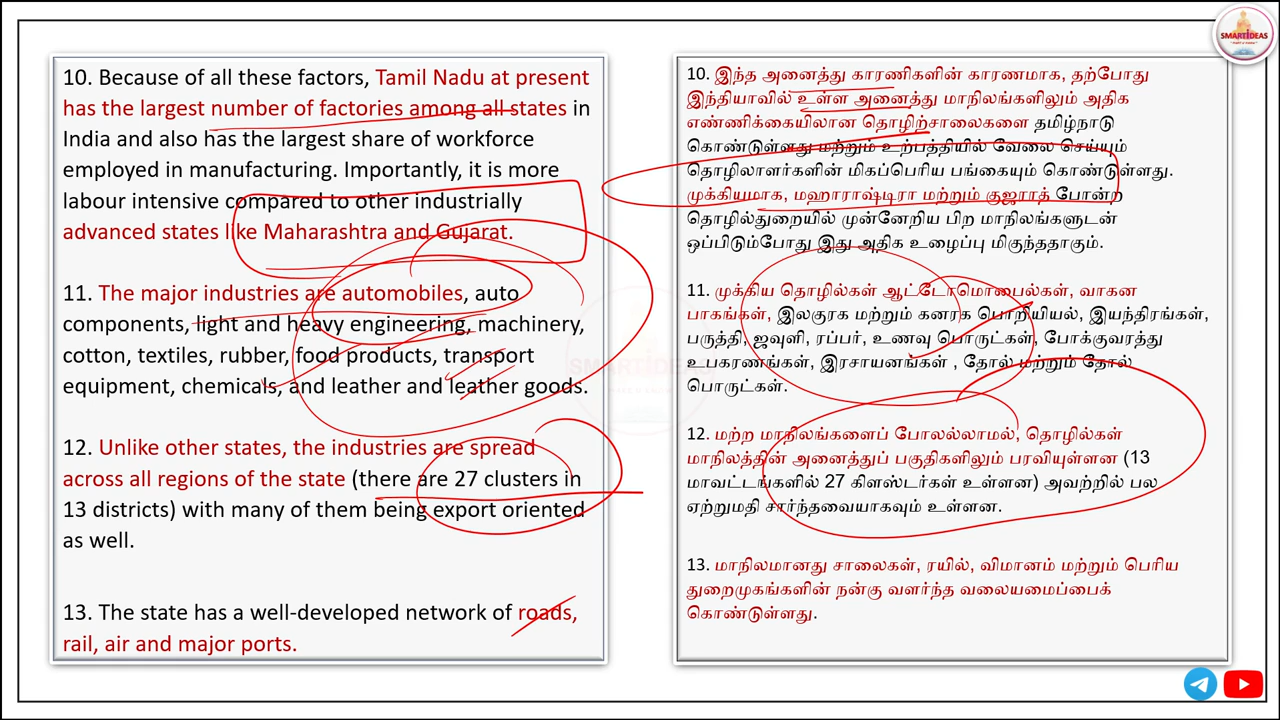 SMARTIDEAS
10. Because of all these factors, Tamil Nadu at present
has the largest number of factories among all states in
India and also has the largest share of workforce
employed in manufacturing. Importantly, it is more
labour intensive compared to other industrially
advanced states like Maharashtra and Gujarat.
11. The major industries are automobiles, auto
components, light and heavy engineering, machinery,
cotton, textiles, rubber, food products, transport
equipment, chemicals, and leather and leather goods.
12. Unlike other states, the industries are spread
across all regions of the state (there are 27 clusters in
13 districts) with many of them being export oriented
as well.
13. The state has a well-developed network of roads,
rail, air and major ports.
10. இந்த அனைத்து காரணிகளின் காரணமாக, தற்போது
இந்தியாவில் உள்ள அனைத்து மாநிலங்களிலும் அதிக
எண்ணிக்கையிலான தொழிற்சாலைகளை தமிழ்நாடு
கொண்டுள்ளது மற்றும் உற்பத்தியில் வேலை செய்யும்
தொழிலாளர்களின் மிகப்பெரிய பங்கையும் கொண்டுள்ளது.
முக்கியமாக, மஹாராஷ்டிரா மற்றும் குஜராத் போன்ற
தொழில்துறையில் முன்னேறிய பிற மாநிலங்களுடன்
ஒப்பிடும்போது இது அதிக உழைப்பு மிகுந்ததாகும்.
11. முக்கிய தொழில்கள் ஆட்டோமொபைல்கள், வாகன
பாகங்கள், இலகுரக மற்றும் கனரக பொறியியல், இயந்திரங்கள்,
பருத்தி, ஜவுளி, ரப்பர், உணவு பொருட்கள், போக்குவரத்து
உபகரணங்கள், இரசாயனங்கள் , தோல் மற்றும் தோல்
பொருட்கள்.
12. மற்ற மாநிலங்களைப் போலல்லாமல், தொழில்கள்
மாநிலத்தின் அனைத்துப் பகுதிகளிலும் பரவியுள்ளன (13
மாவட்டங்களில் 27 கிளஸ்டர்கள் உள்ளன) அவற்றில் பல
ஏற்றுமதி சார்ந்தவையாகவும் உள்ளன.
13. மாநிலமானது சாலைகள், ரயில், விமானம் மற்றும் பெரிய
துறைமுகங்களின் நன்கு வளர்ந்த வலையமைப்பைக்
கொண்டுள்ளது.